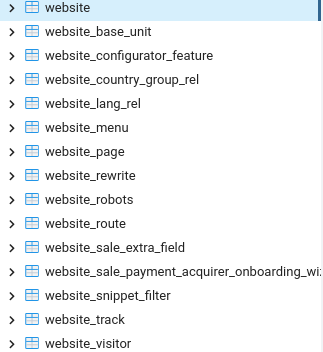 website
website_base_unit
website_configurator_feature
website_country_group_rel
website_lang_rel
website_menu
website_page
website_rewrite
website_robots
website_route
website_sale_extra_field
website_sale_payment_acquirer_onboarding_wi
website_snippet_filter
website_track
website_visitor